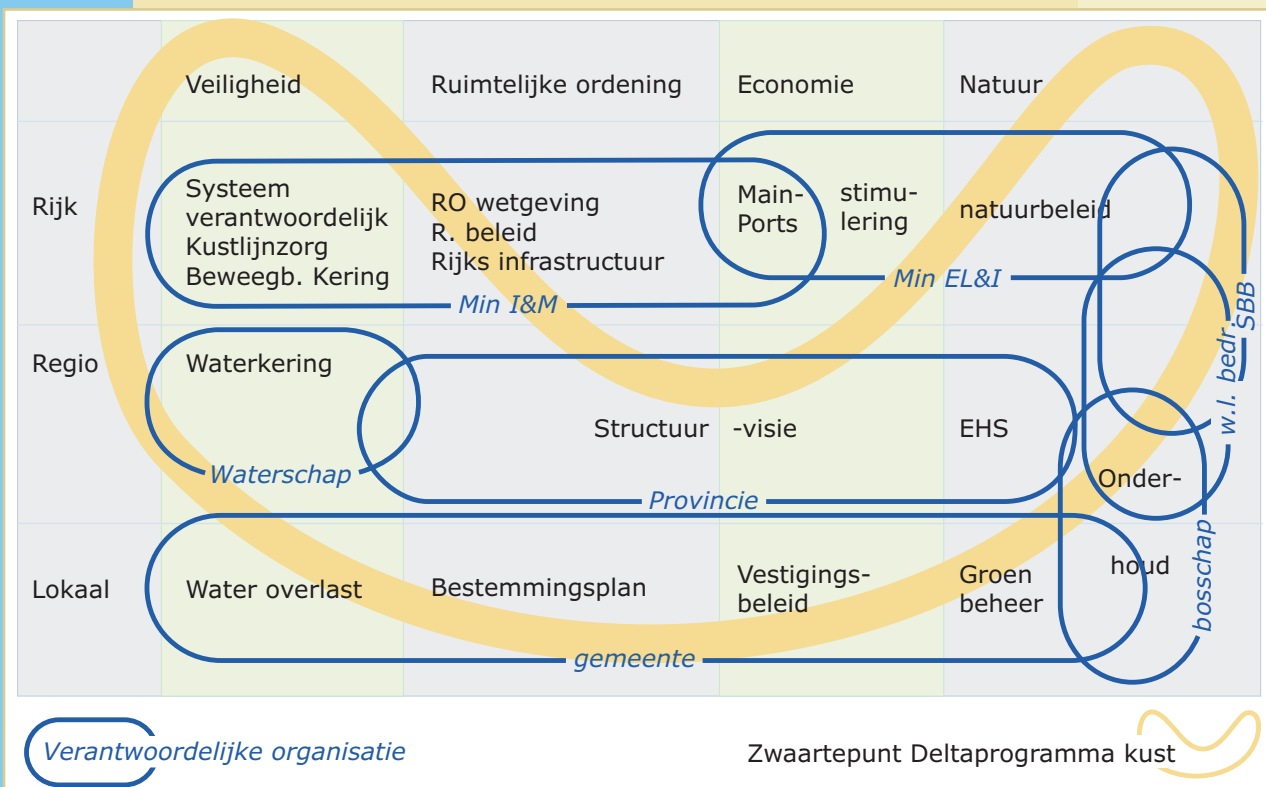 Veiligheid Ruimtelijke ordening Economie Natuur
Rijk
Systeem
verantwoordelijk
Kustlijnzorg
Beweegb. Kering
RO wetgeving
R. beleid
Rijks infrastructuur
Main-
Ports
stimu-
lering
natuurbeleid
Min I&M
Min EL&I
SBB
Regio
Waterkering
w.l. bedr.
Structuur -visie
EHS
Waterschap
Provincie
Onder-
houd
bosschap
Lokaal
Water overlast
Bestemmingsplan
Vestigings-
beleid
Groen
beheer
gemeente
Verantwoordelijke organisatie
Zwaartepunt Deltaprogramma kust